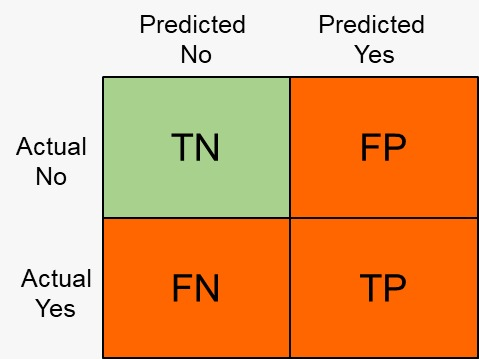 Predicted
No
Predicted
Yes
Actual
No
TN
FP
Actual
Yes
FN
TP